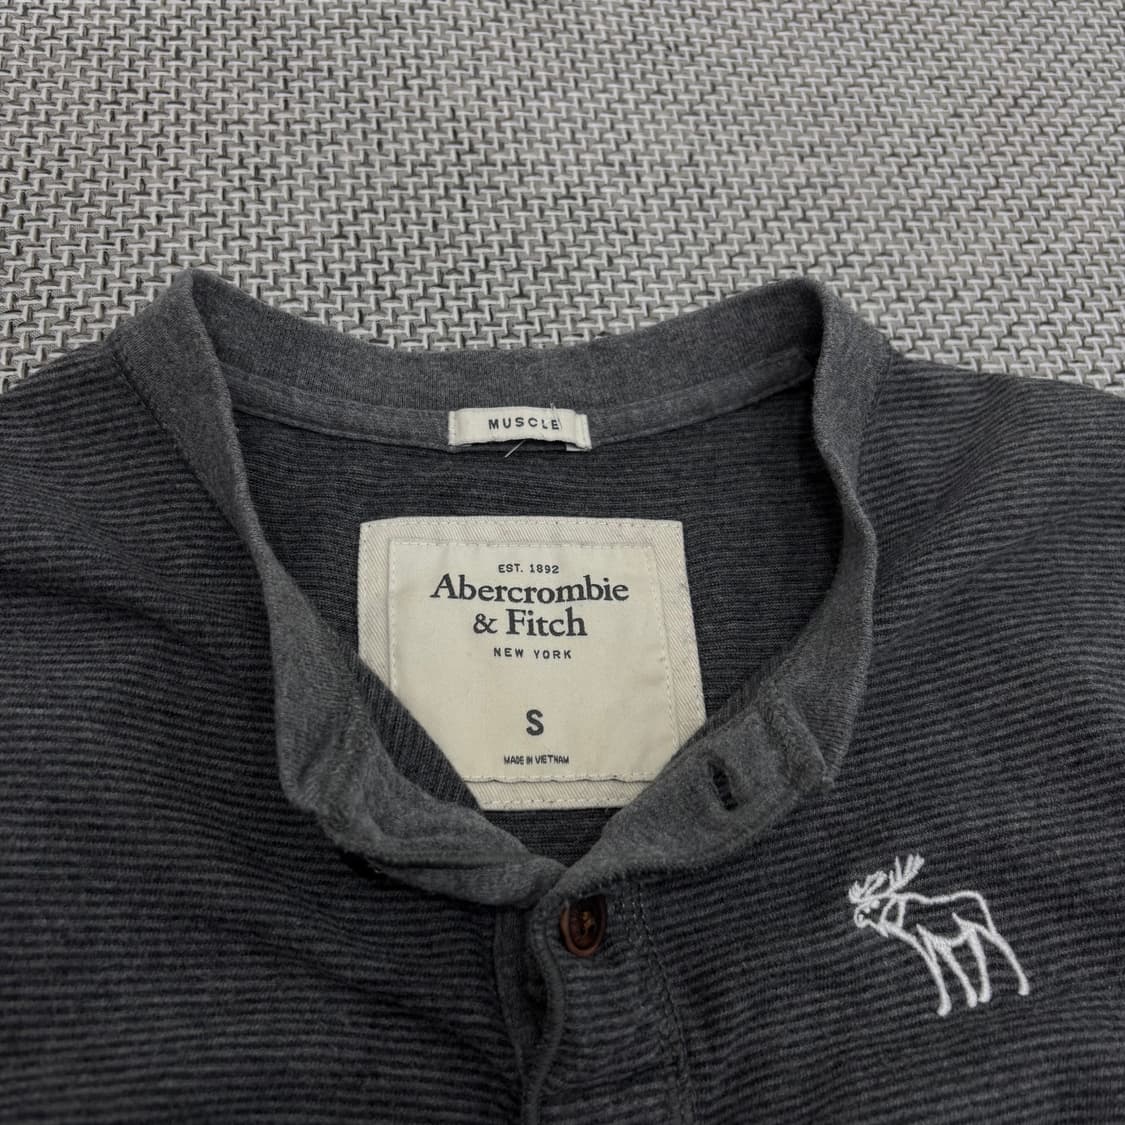 MUSCLE
EST. 1892
Abercrombie
& Fitch
NEW YORK
S
MADE IN VIETNAM